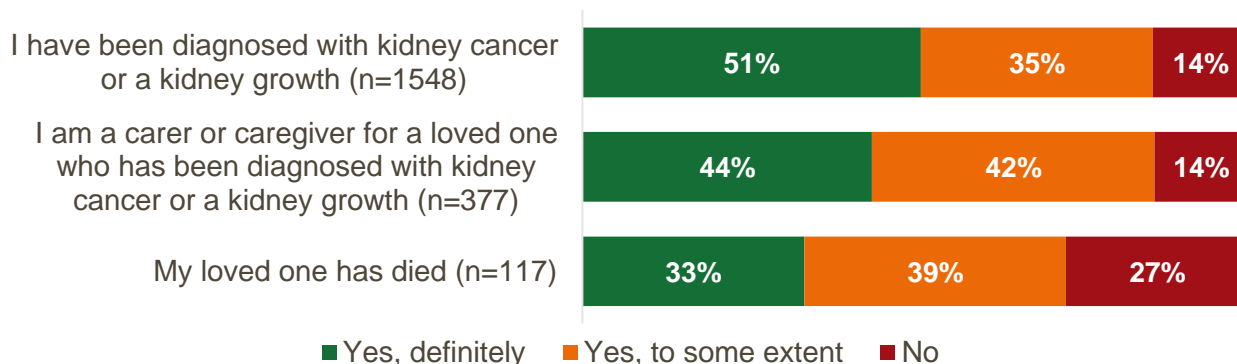 I have been diagnosed with kidney cancer
or a kidney growth (n=1548)
51% 35% 14%
I am a carer or caregiver for a loved one
who has been diagnosed with kidney
cancer or a kidney growth (n=377)
44% 42% 14%
My loved one has died (n=117)
33% 39% 27%
Yes, definitely Yes, to some extent No